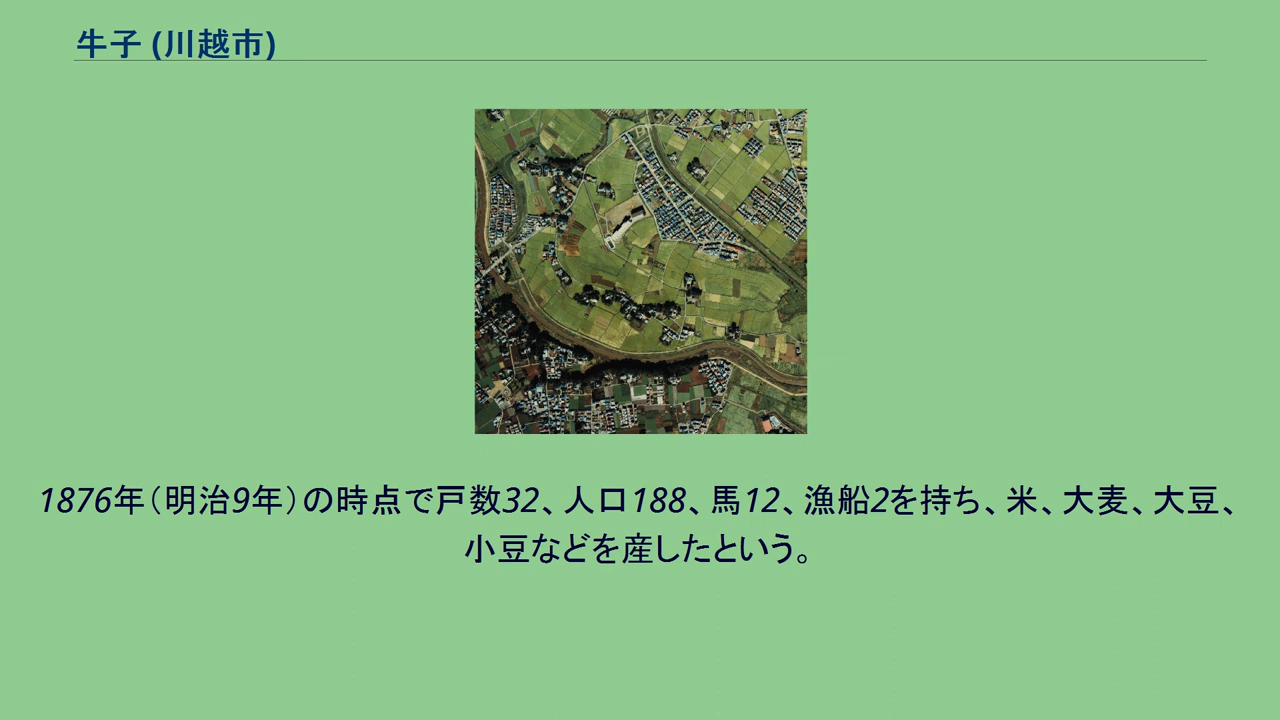 牛子 (川越市)
1876年（明治9年）の時点で戸数32、人口188、馬12、漁船2を持ち、米、大麦、大豆、
小豆などを産したという。